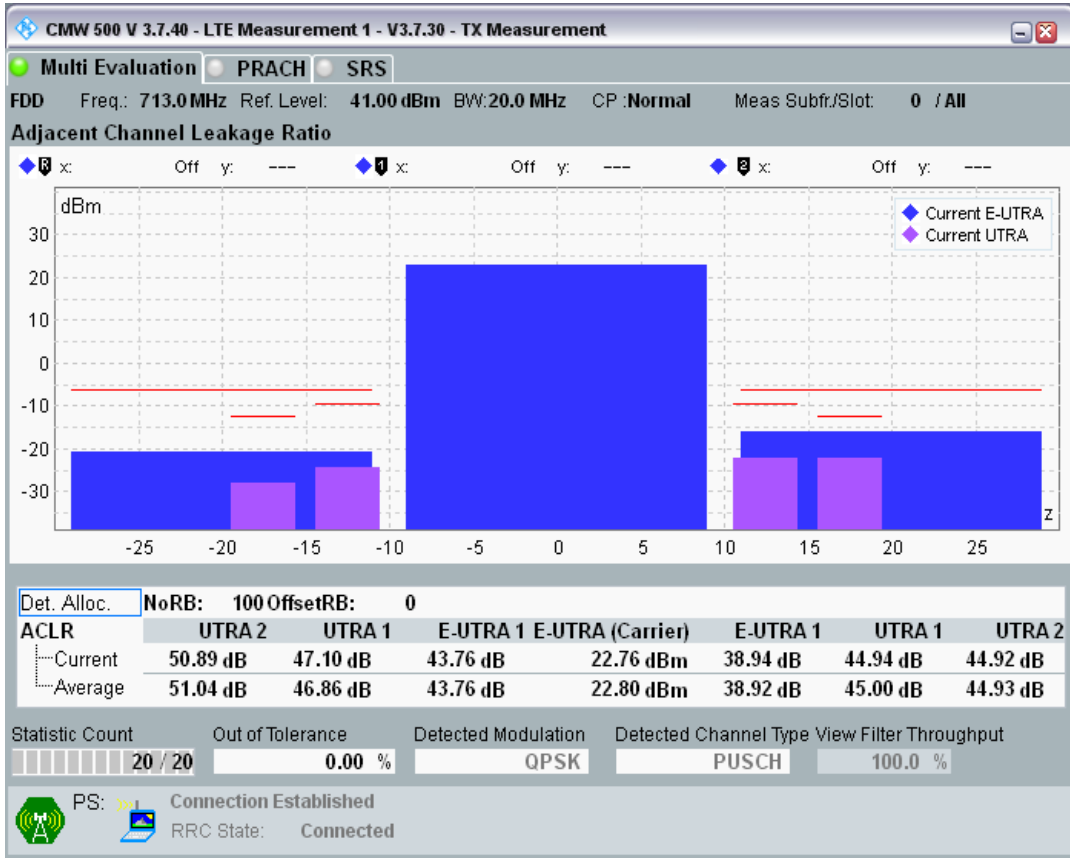 CMW 500 V 3.7.40 - LTE Measurement 1 - V3.7.30 - TX Measurement
Multi Evaluation PRACH SRS
FDD Freq.: 713.0 MHz Ref. Level: 41.00 dBm BW: 20.0 MHz CP :Normal Meas Subfr./Slot: 0 / All
Adjacent Channel Leakage Ratio
R x: Off y: --- 1 x: Off y: --- 2 x: Off y: ---
dBm
Current E-UTRA
Current UTRA
30
20
10
0
-10
-20
-30
z
-25 -20 -15 -10 -5 0 5 10 15 20 25
Det. Alloc. NoRB: 100 OffsetRB: 0
ACLR UTRA 2 UTRA 1 E-UTRA 1 E-UTRA (Carrier) E-UTRA 1 UTRA 1 UTRA 2
Current 50.89 dB 47.10 dB 43.76 dB 22.76 dBm 38.94 dB 44.94 dB 44.92 dB
Average 51.04 dB 46.86 dB 43.76 dB 22.80 dBm 38.92 dB 45.00 dB 44.93 dB
Statistic Count Out of Tolerance Detected Modulation Detected Channel Type View Filter Throughput
20 / 20 0.00 % QPSK PUSCH 100.0 %
PS: Connection Established
RRC State: Connected